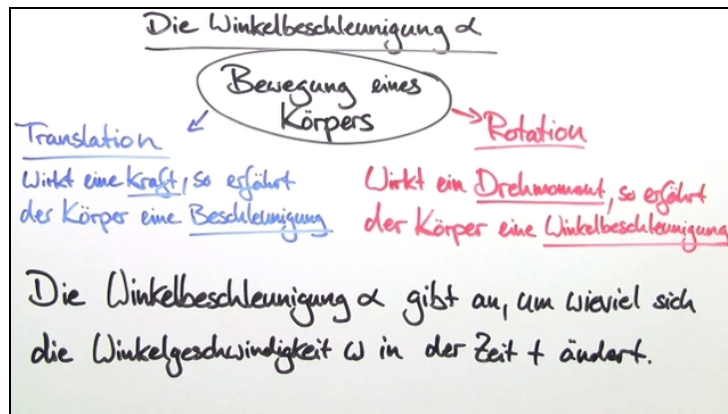 Die Winkelbeschleunigung α
Bewegung eines
Körpers
Translation
Wirkt eine Kraft, so erfährt
der Körper eine Beschleunigung
Rotation
Wirkt ein Drehmoment, so erfährt
der Körper eine Winkelbeschleunigung
Die Winkelbeschleunigung α gibt an, um wieviel sich
die Winkelgeschwindigkeit ω in der Zeit t ändert.